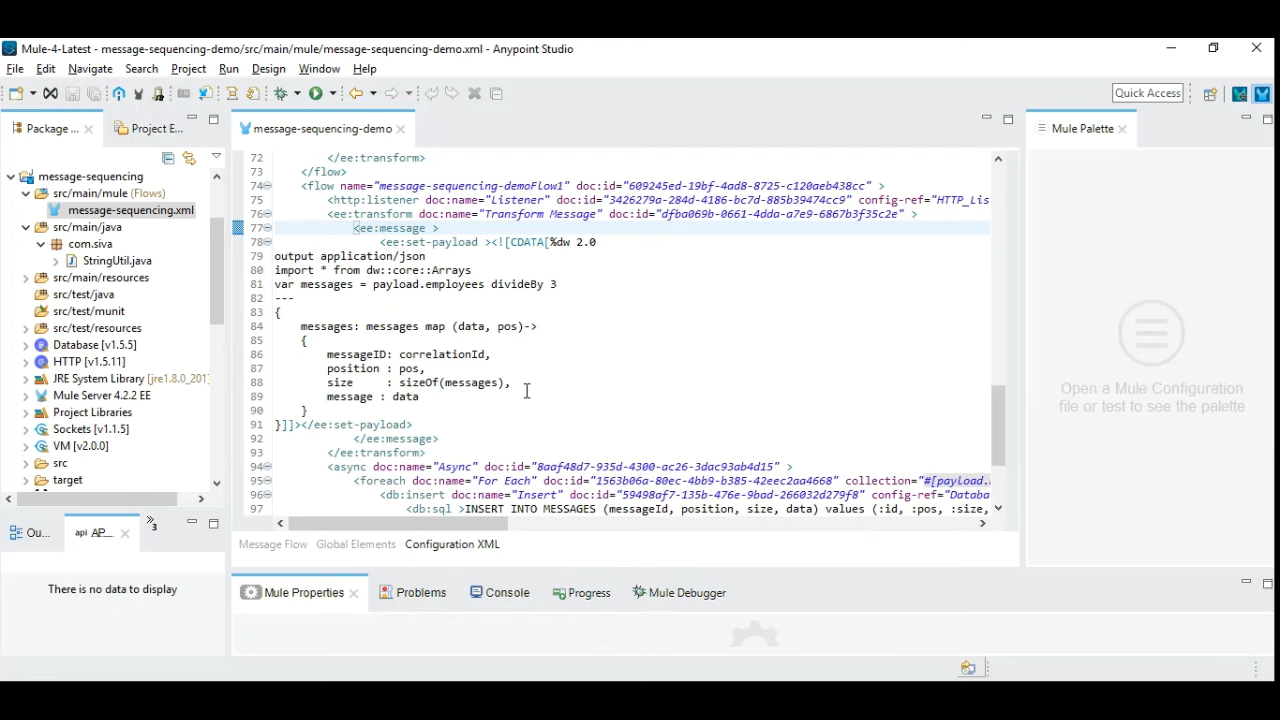 Mule-4-Latest - message-sequencing-demo/src/main/mule/message-sequencing-demo.xml - Anypoint Studio
File Edit Navigate Search Project Run Design Window Help
Quick Access
Package ...
Project E...
message-sequencing-demo
Mule Palette
message-sequencing
src/main/mule (Flows)
message-sequencing.xml
src/main/java
com.siva
StringUtil.java
src/main/resources
src/test/java
src/test/munit
src/test/resources
Database [v1.5.5]
HTTP [v1.5.11]
JRE System Library [jre1.8.0_201]
Mule Server 4.2.2 EE
Project Libraries
Sockets [v1.1.5]
VM [v2.0.0]
src
target
72 </ee:transform>
73 </flow>
74 <flow name="message-sequencing-demoFlow1" doc:id="609245ed-19bf-4ad8-8725-c120aeb438cc" >
75 <http:listener doc:name="Listener" doc:id="3426279a-284d-4186-bc7d-885b39474cc9" config-ref="HTTP_Lis
76 <ee:transform doc:name="Transform Message" doc:id="dfba069b-0661-4dda-a7e9-6867b3f35c2e" >
77 <ee:message >
78 <ee:set-payload ><![CDATA[%dw 2.0
79 output application/json
80 import * from dw::core::Arrays
81 var messages = payload.employees divideBy 3
82 ---
83 {
84 messages: messages map (data, pos)->
85 {
86 messageID: correlationId,
87 position : pos,
88 size : sizeOf(messages),
89 message : data
90 }
91 }]]></ee:set-payload>
92 </ee:message>
93 </ee:transform>
94 <async doc:name="Async" doc:id="8aaf48d7-935d-4300-ac26-3dac93ab4d15" >
95 <foreach doc:name="For Each" doc:id="1563b06a-80ec-4bb9-b385-42eec2aa4668" collection="#[payload.
96 <db:insert doc:name="Insert" doc:id="59498af7-135b-476e-9bad-266032d279f8" config-ref="Databa
97 <db:sql >INSERT INTO MESSAGES (messageId, position, size, data) values (:id, :pos, :size,
Open a Mule Configuration
file or test to see the palette
Ou...
api AP...
3
Message Flow Global Elements Configuration XML
There is no data to display
Mule Properties
Problems
Console
Progress
Mule Debugger